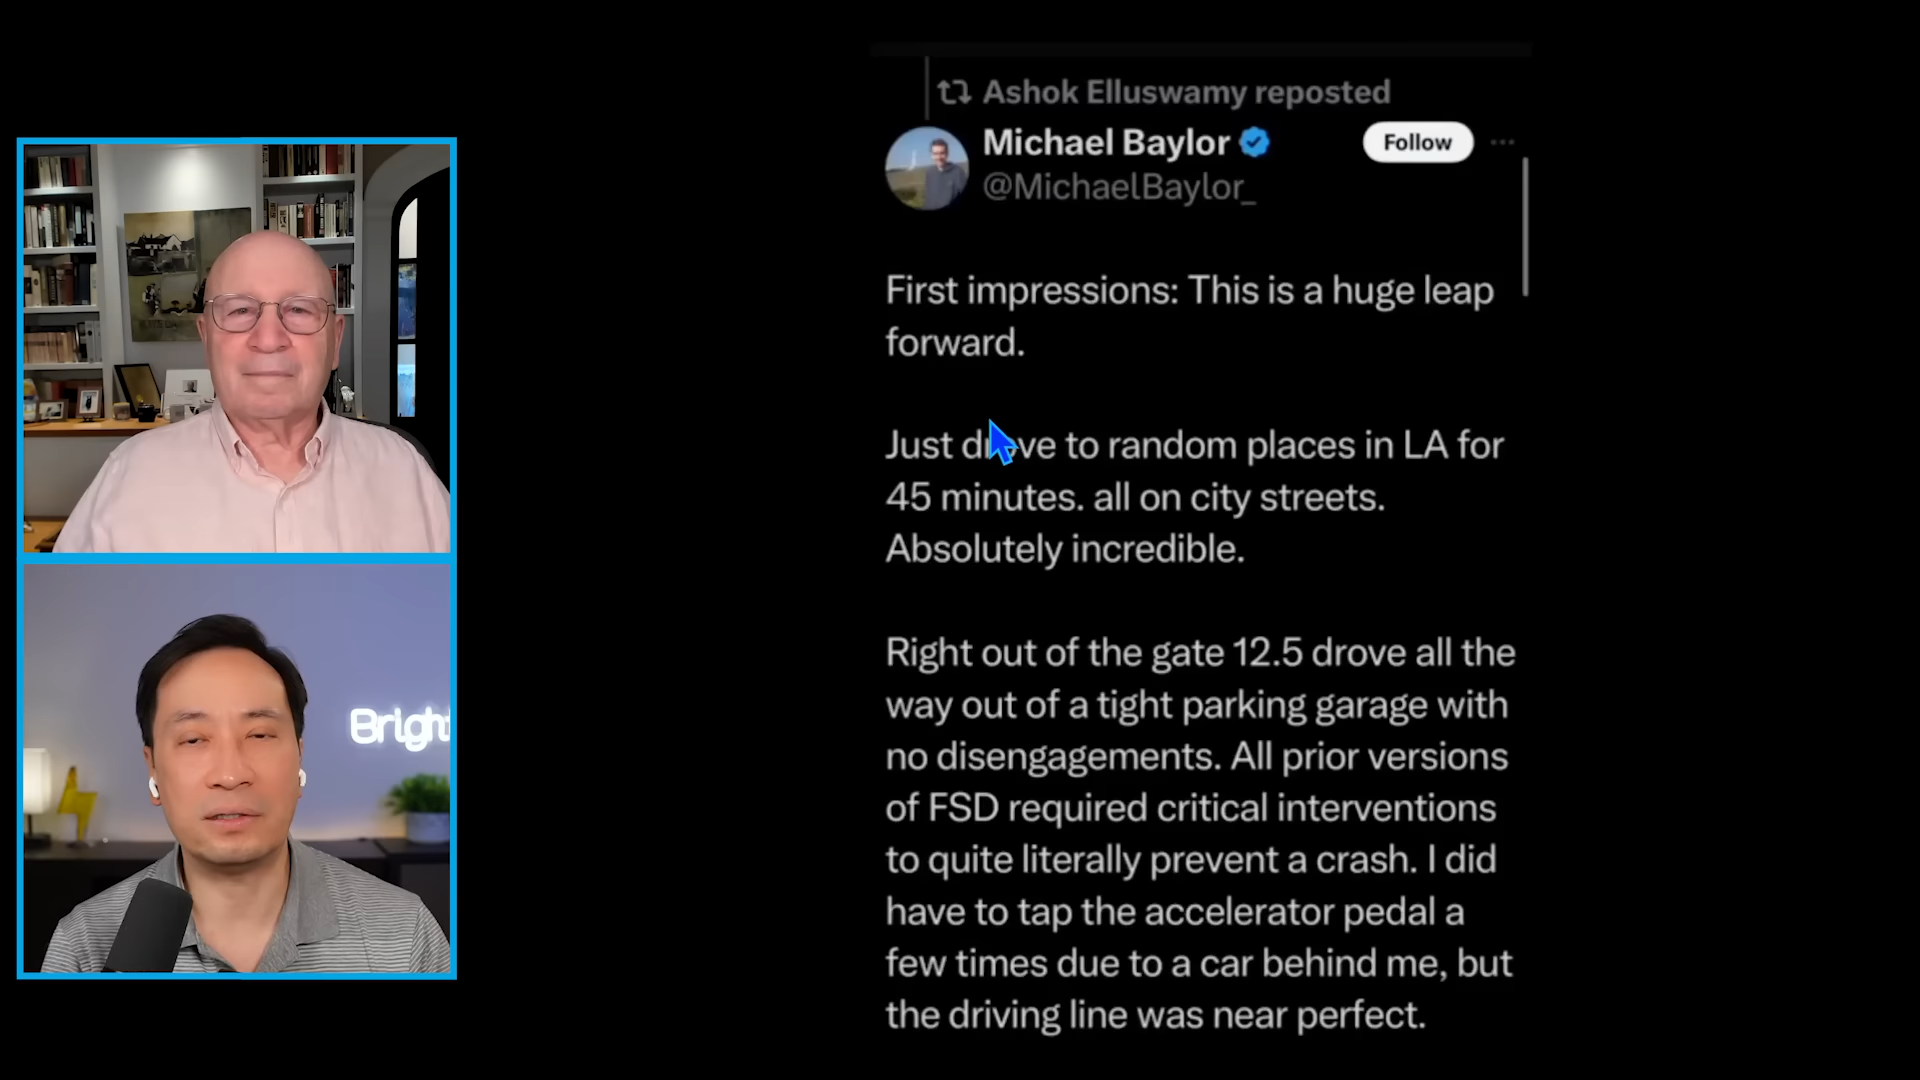 Ashok Elluswamy reposted
Michael Baylor
Follow
@MichaelBaylor_
First impressions: This is a huge leap
forward.
Just drove to random places in LA for
45 minutes. all on city streets.
Absolutely incredible.
Right out of the gate 12.5 drove all the
way out of a tight parking garage with
no disengagements. All prior versions
of FSD required critical interventions
to quite literally prevent a crash. I did
have to tap the accelerator pedal a
few times due to a car behind me, but
the driving line was near perfect.
Bright